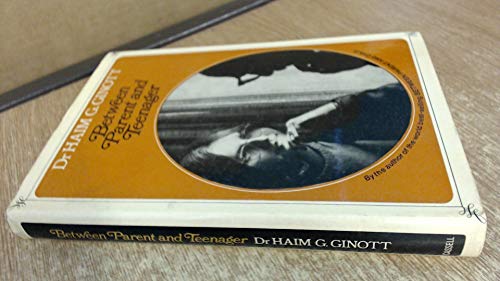 Dr HAIM G. GINOTT
Between
Parent and
Teenager
By the author of the world best-seller
Between Parent and Teenager Dr HAIM G. GINOTT
CASSELL